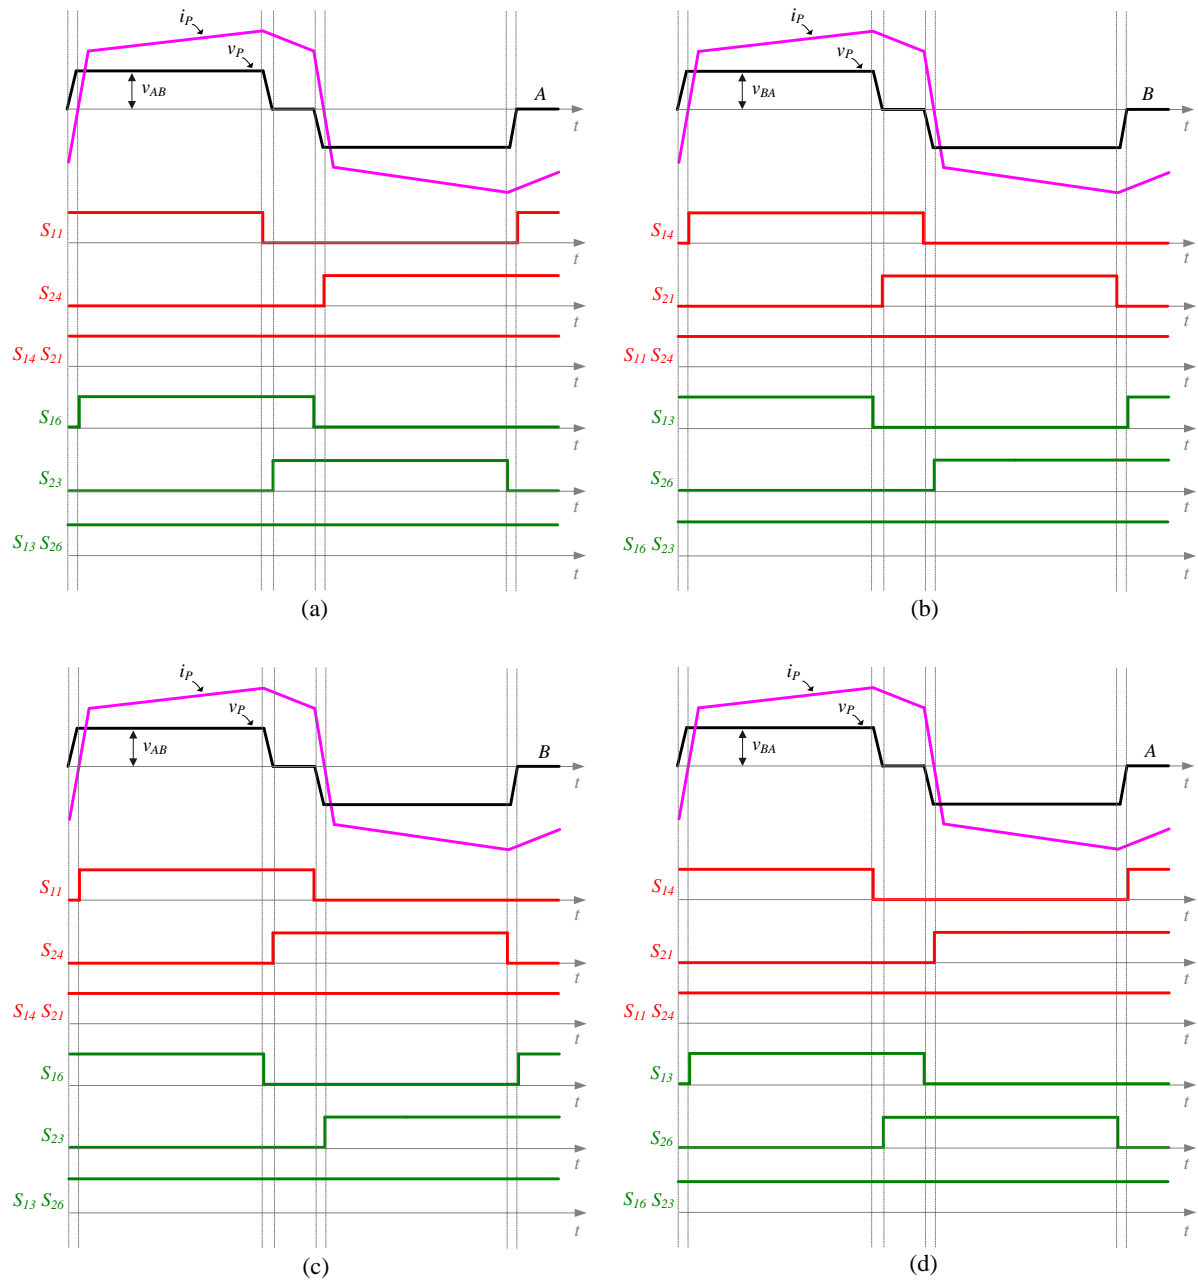 i_P
v_P
v_AB
A
t
S_11
t
S_24
t
S_14 S_21
t
S_16
t
S_23
t
S_13 S_26
t
(a)
i_P
v_P
v_BA
B
t
S_14
t
S_21
t
S_11 S_24
t
S_13
t
S_26
t
S_16 S_23
t
(b)
i_P
v_P
v_AB
B
t
S_11
t
S_24
t
S_14 S_21
t
S_16
t
S_23
t
S_13 S_26
t
(c)
i_P
v_P
v_BA
A
t
S_14
t
S_21
t
S_11 S_24
t
S_13
t
S_26
t
S_16 S_23
t
(d)